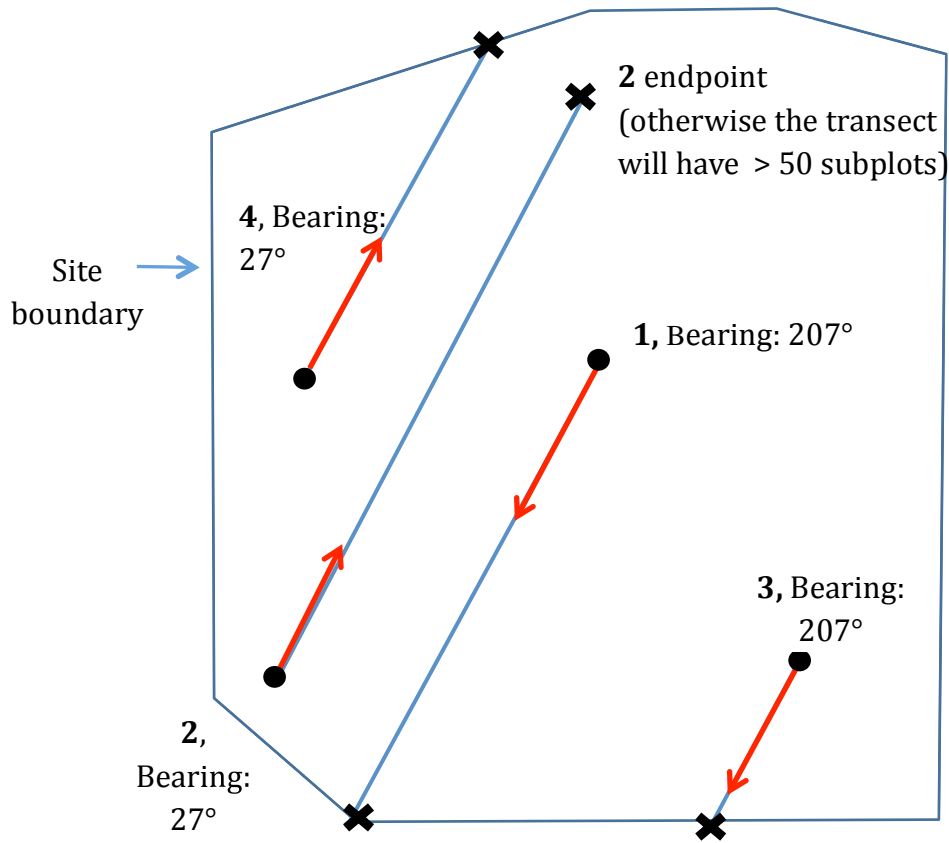 2 endpoint
(otherwise the transect
will have > 50 subplots)
4, Bearing:
27°
Site
boundary
1, Bearing: 207°
3, Bearing:
207°
2,
Bearing:
27°